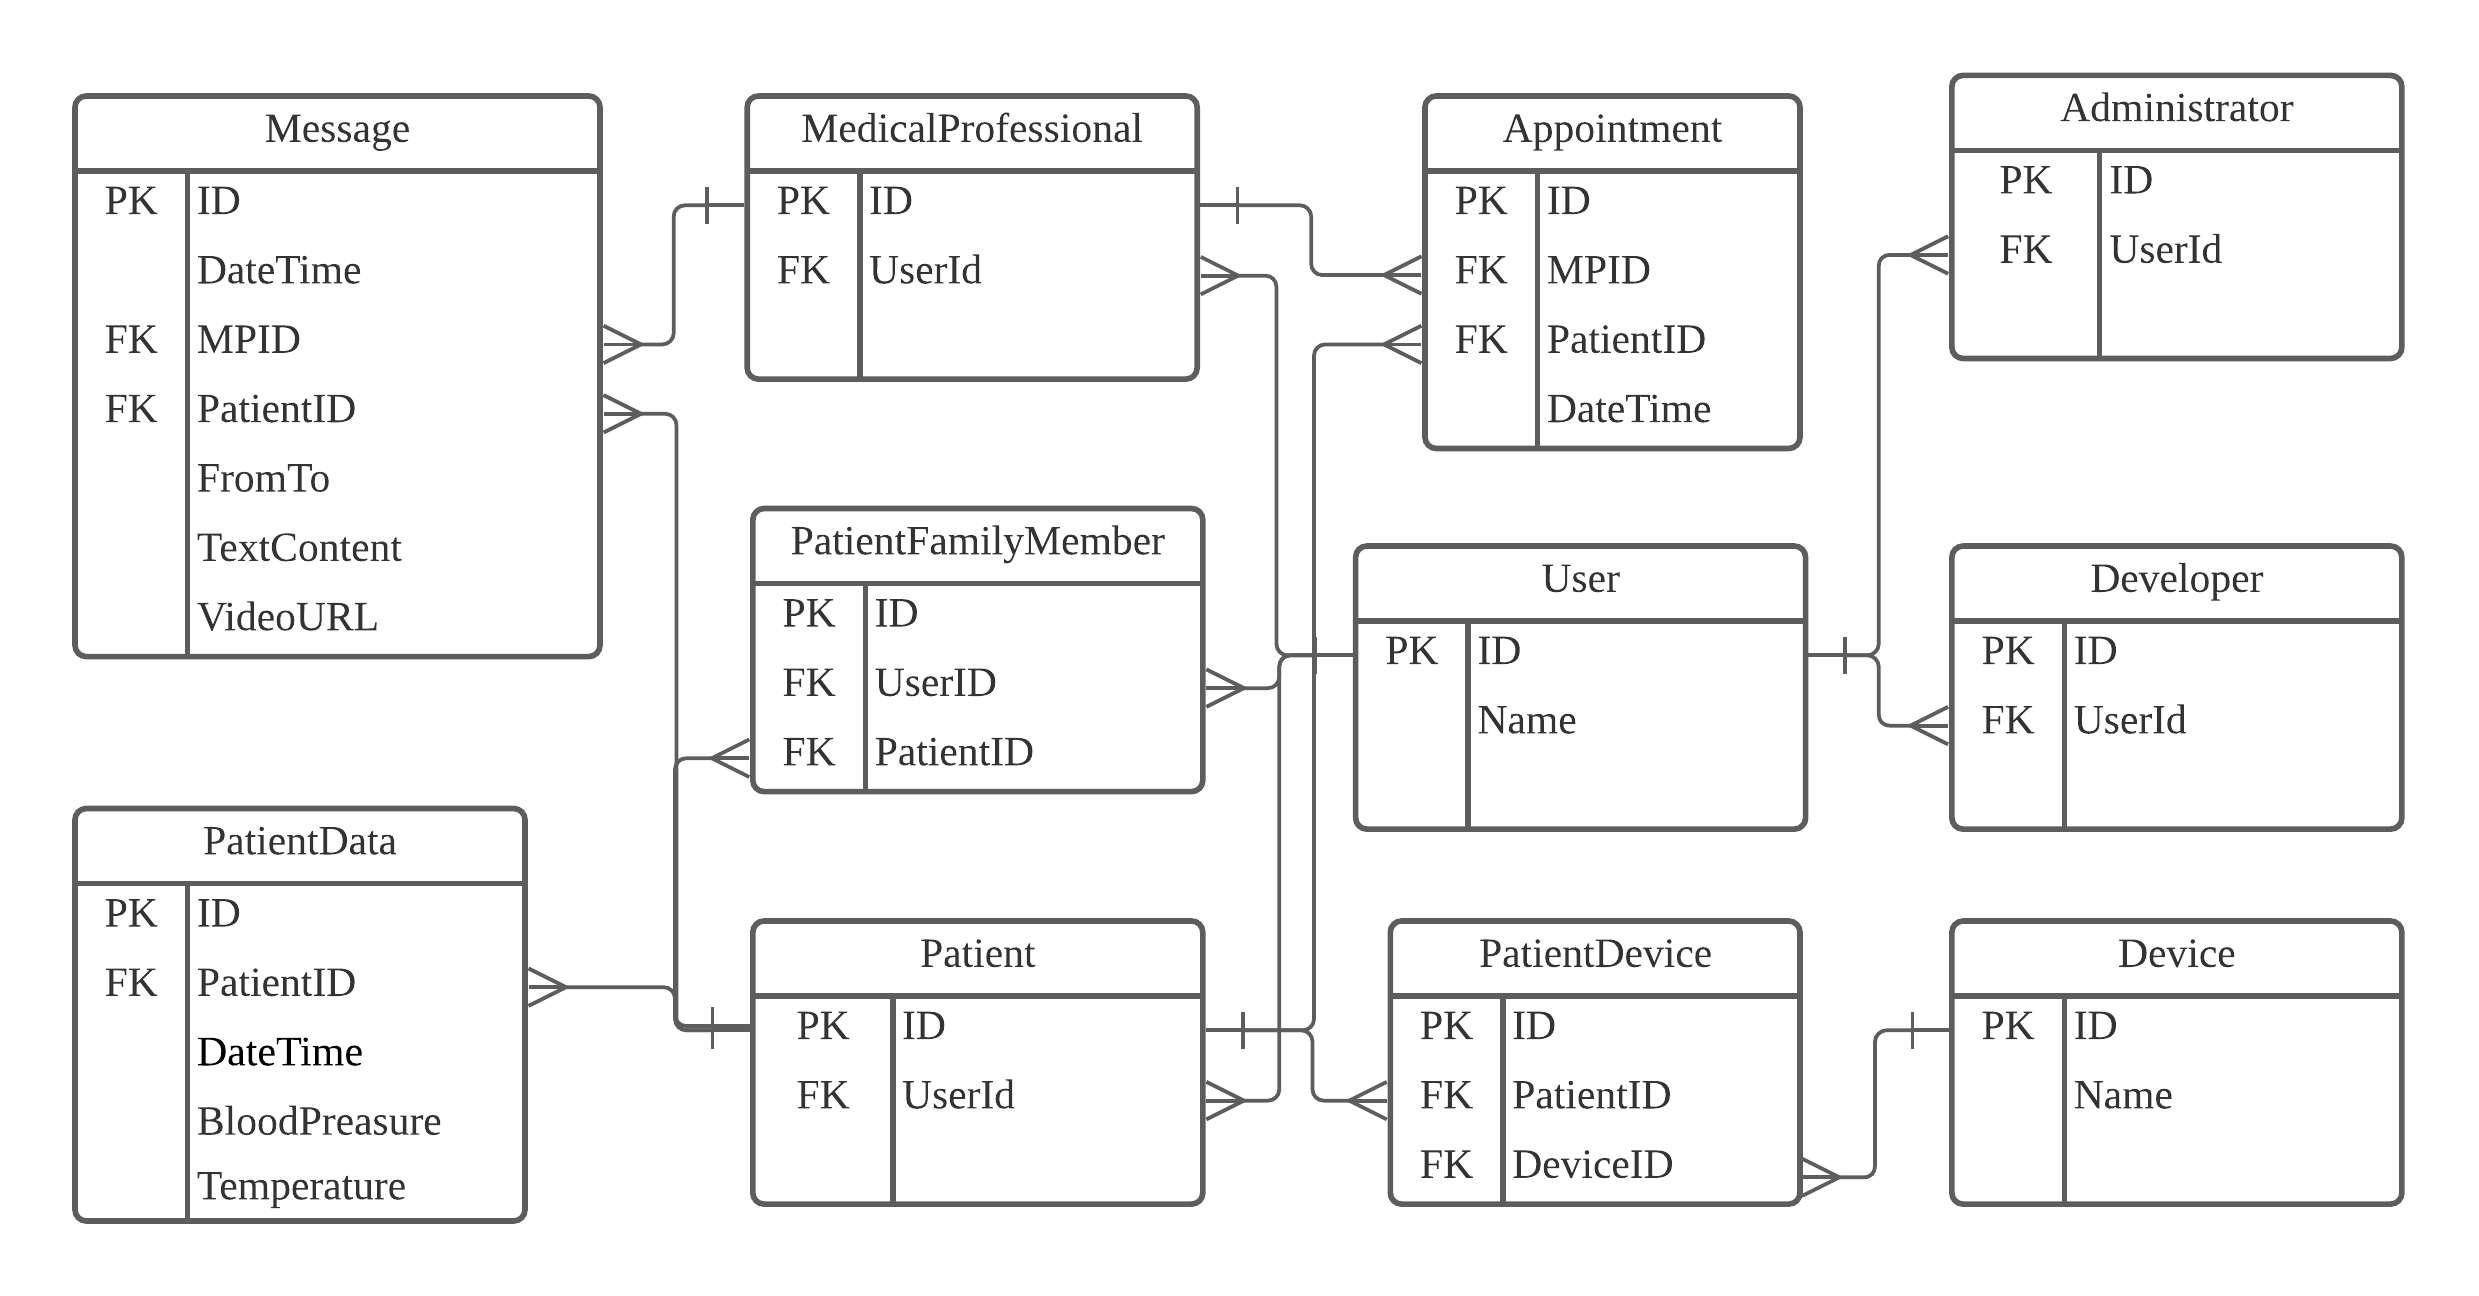 Message
PK ID
DateTime
FK MPID
FK PatientID
FromTo
TextContent
VideoURL
MedicalProfessional
PK ID
FK UserId
Appointment
PK ID
FK MPID
FK PatientID
DateTime
Administrator
PK ID
FK UserId
PatientFamilyMember
PK ID
FK UserID
FK PatientID
User
PK ID
Name
Developer
PK ID
FK UserId
PatientData
PK ID
FK PatientID
DateTime
BloodPreasure
Temperature
Patient
PK ID
FK UserId
PatientDevice
PK ID
FK PatientID
FK DeviceID
Device
PK ID
Name